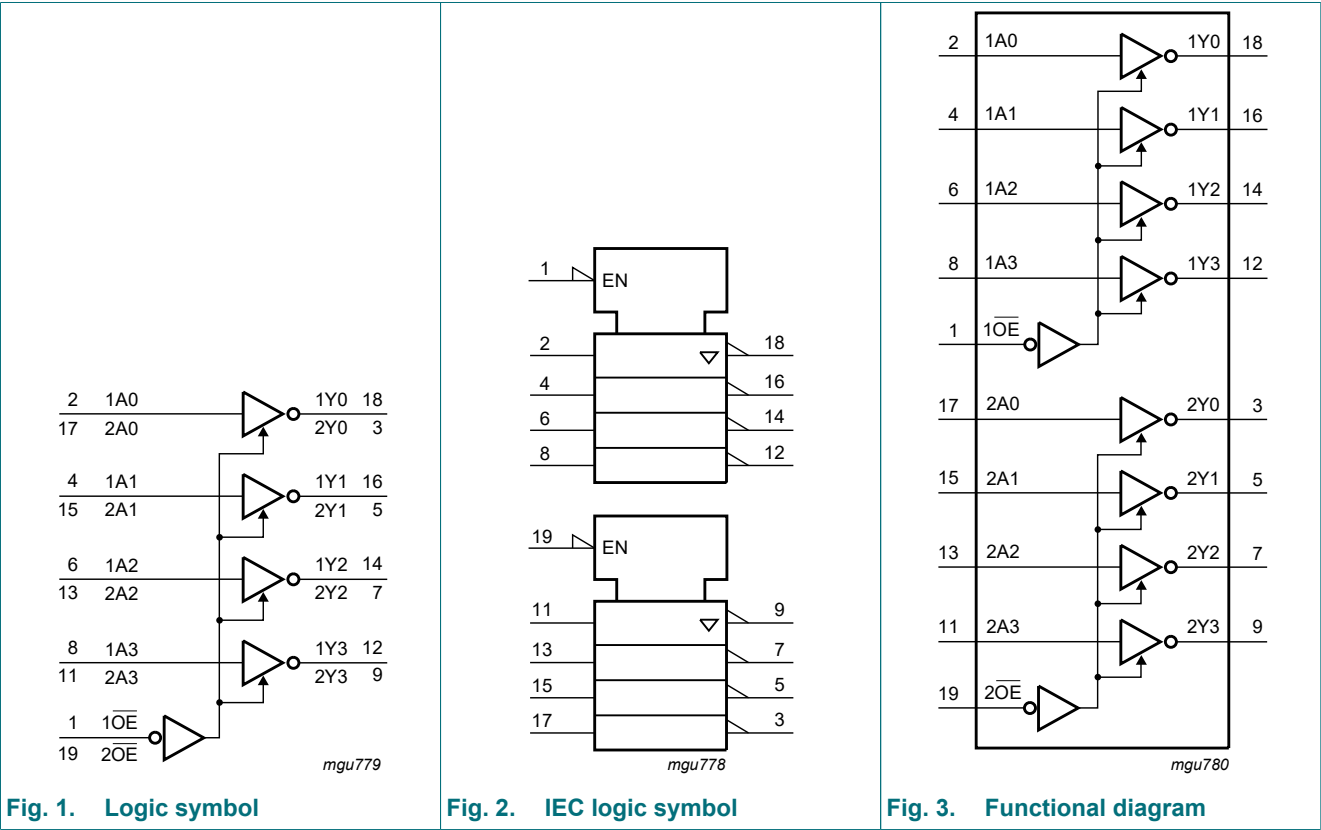 2 1A0 1Y0 18
17 2A0 2Y0 3
4 1A1 1Y1 16
15 2A1 2Y1 5
6 1A2 1Y2 14
13 2A2 2Y2 7
8 1A3 1Y3 12
11 2A3 2Y3 9
1 1O̅E̅
19 2O̅E̅
mgu779
Fig. 1. Logic symbol
1 EN
2 18
4 16
6 14
8 12
19 EN
11 9
13 7
15 5
17 3
mgu778
Fig. 2. IEC logic symbol
2 1A0 1Y0 18
4 1A1 1Y1 16
6 1A2 1Y2 14
8 1A3 1Y3 12
1 1O̅E̅
17 2A0 2Y0 3
15 2A1 2Y1 5
13 2A2 2Y2 7
11 2A3 2Y3 9
19 2O̅E̅
mgu780
Fig. 3. Functional diagram